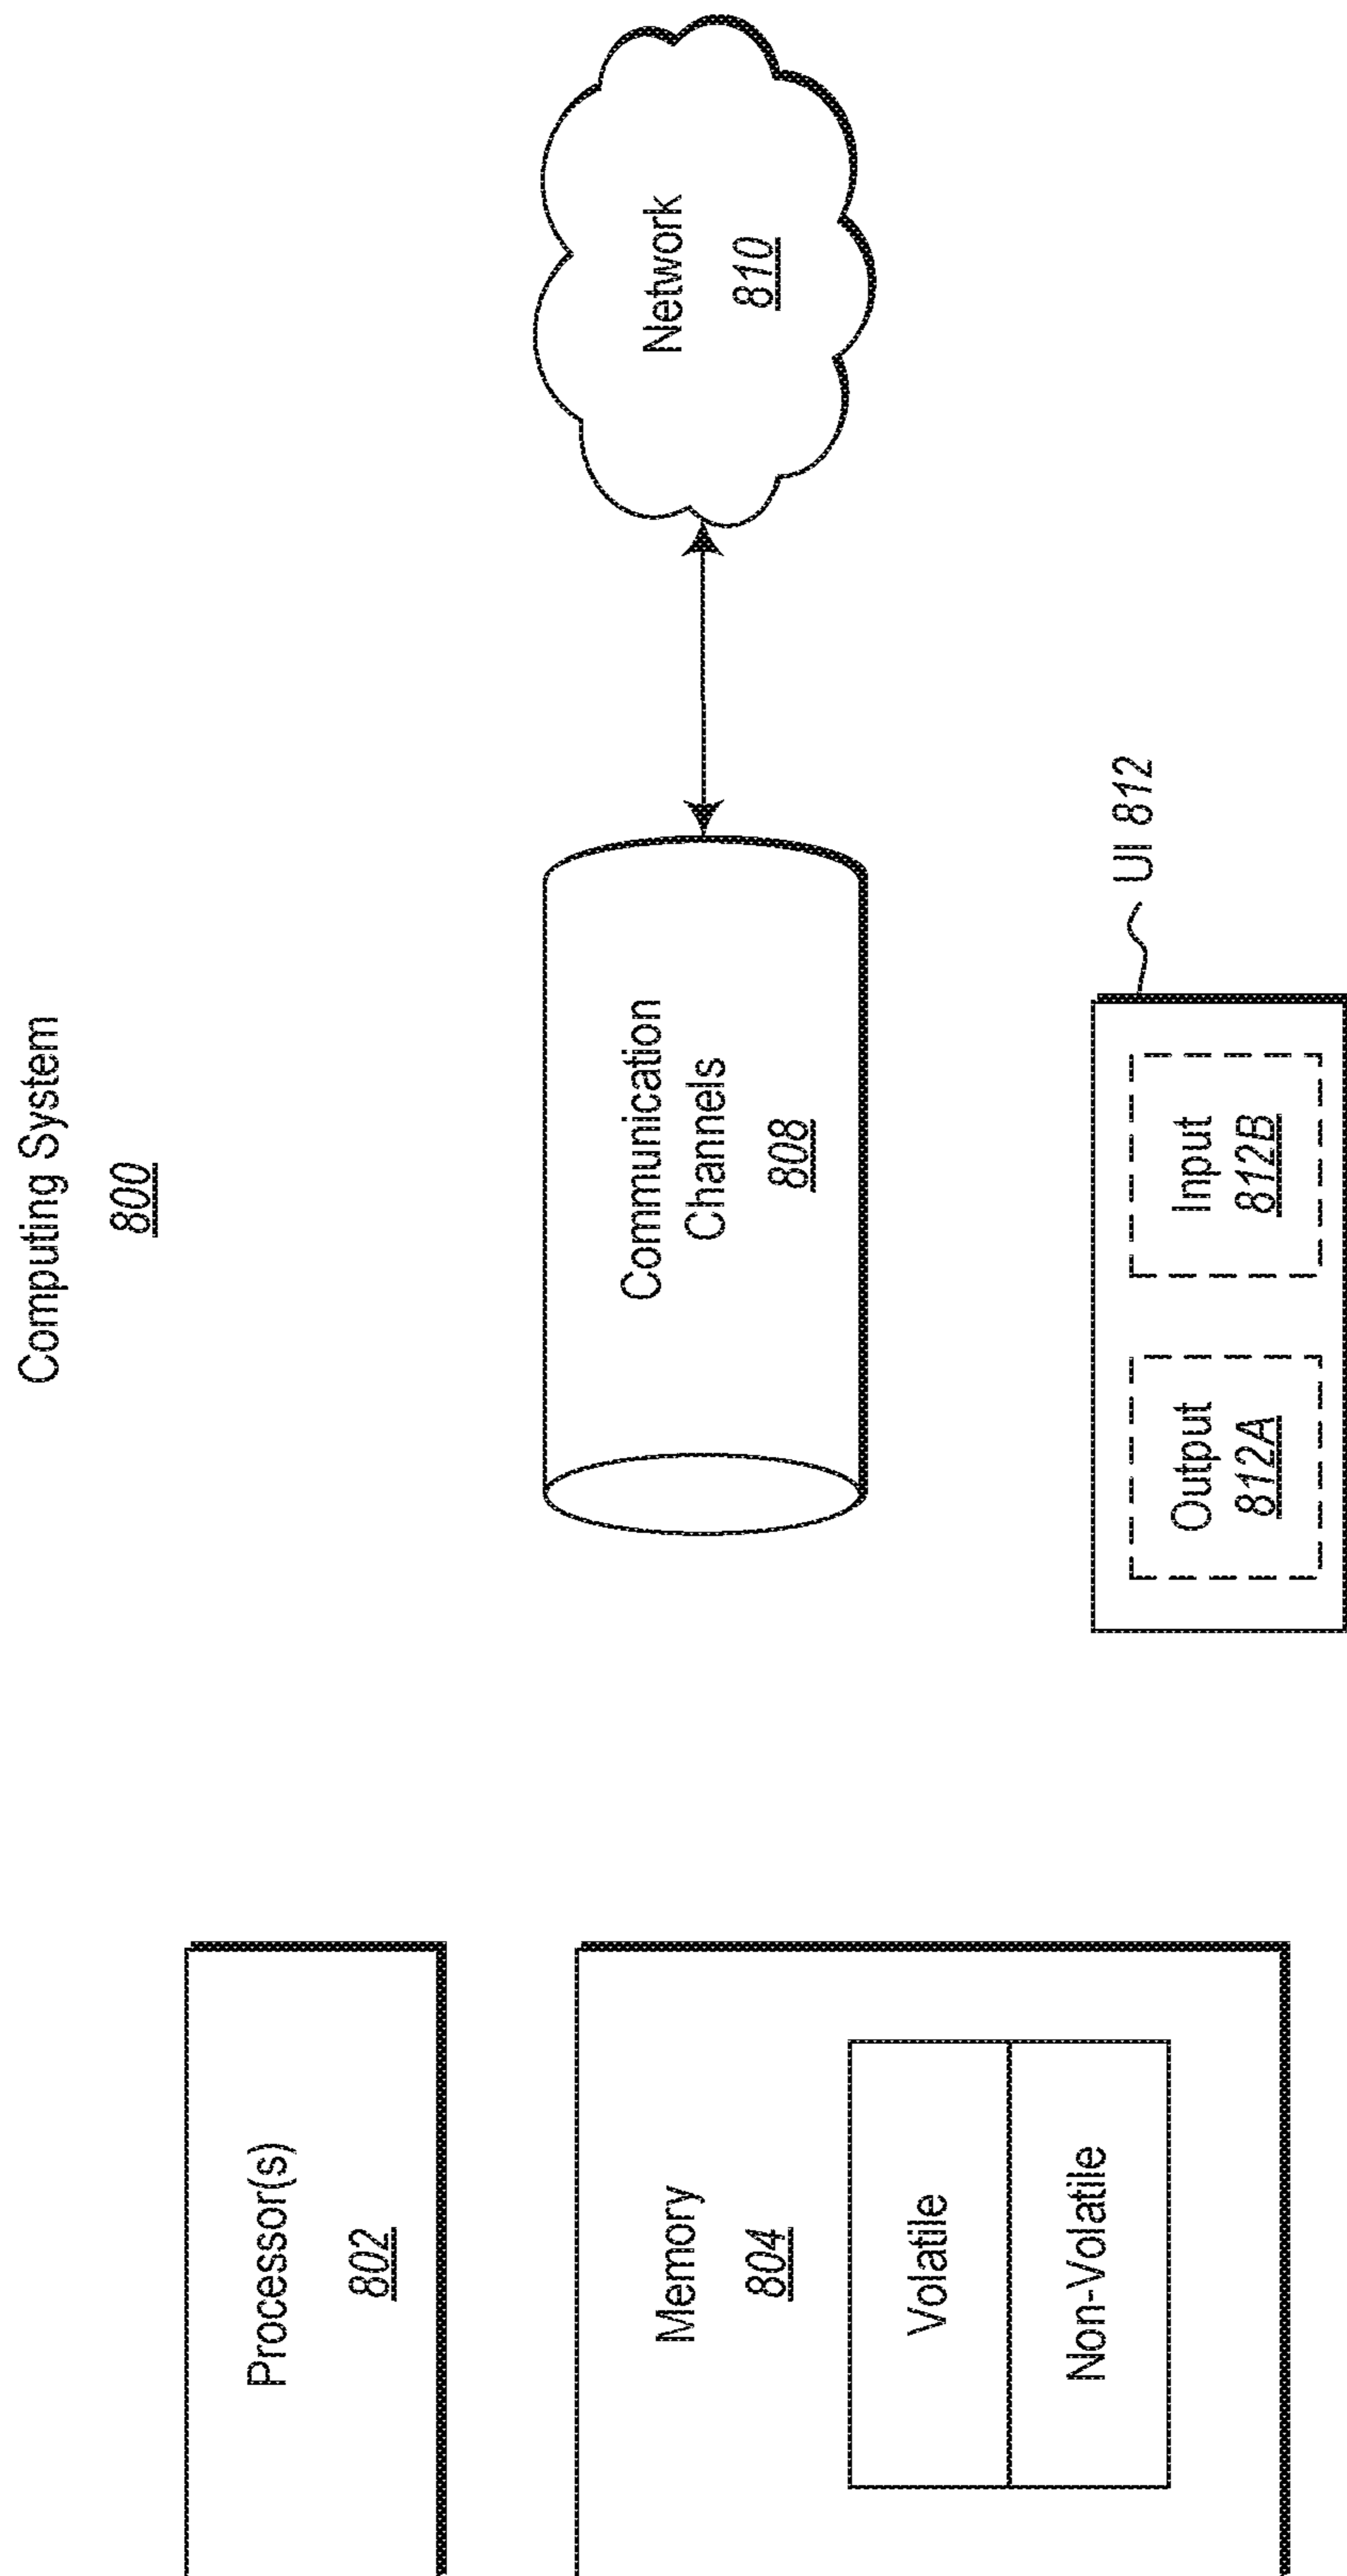 Computing System
800
Processor(s)
802
Memory
804
Volatile
Non-Volatile
Communication
Channels
808
Network
810
UI 812
Output
812A
Input
812B